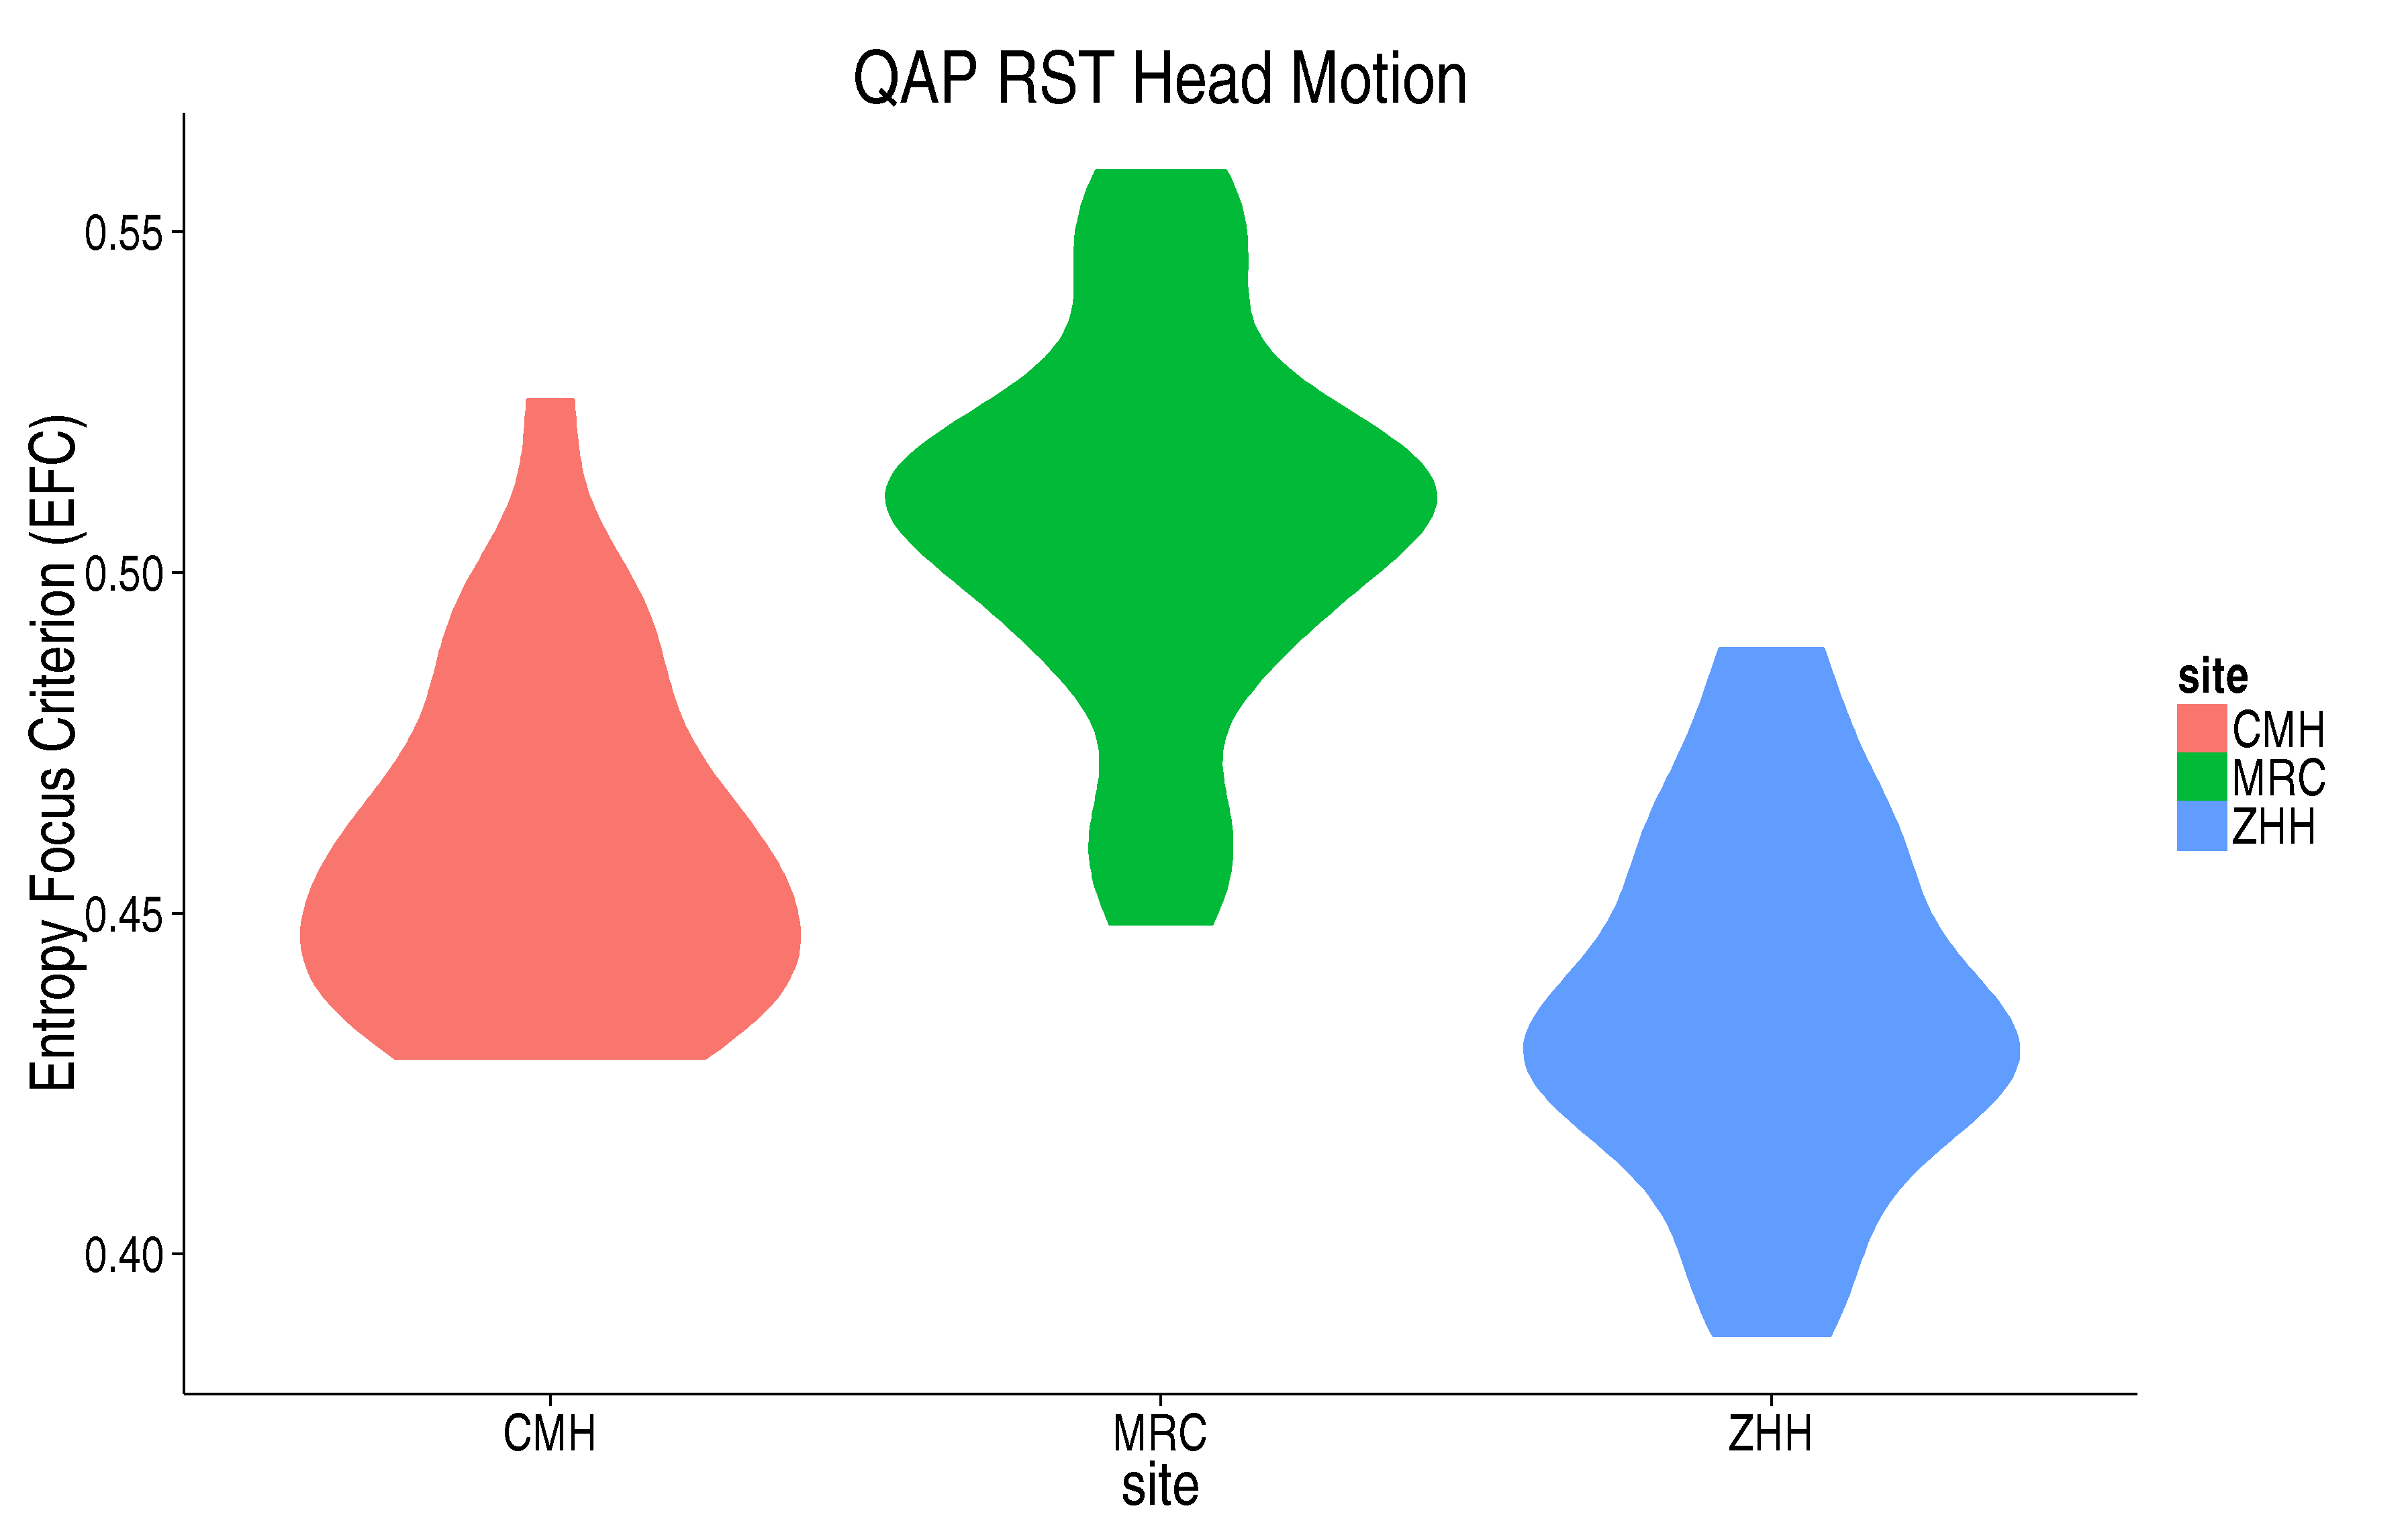 QAP RST Head Motion
Entropy Focus Criterion (EFC)
0.55
0.50
0.45
0.40
CMH
MRC
ZHH
site
site
CMH
MRC
ZHH